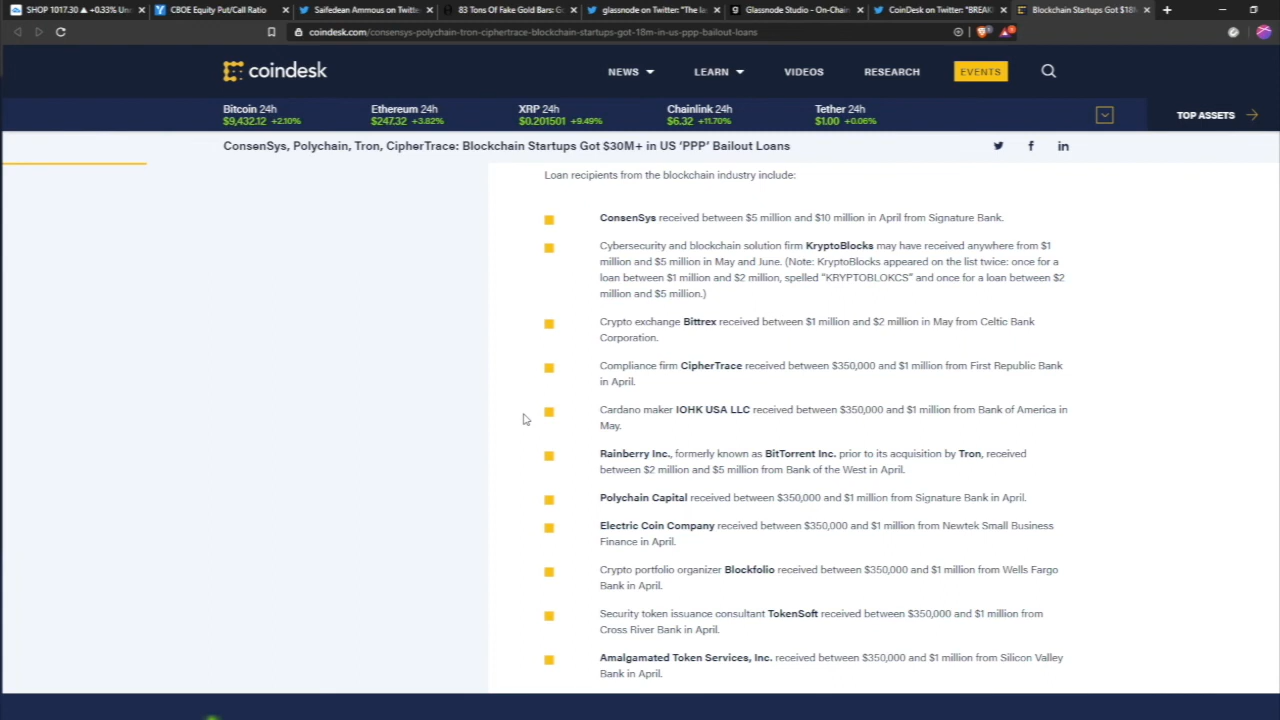 SHOP 1017.30 ▲ +0.33% Un
CBOE Equity Put/Call Ratio
Saifedean Ammous on Twitte
83 Tons Of Fake Gold Bars: G
glassnode on Twitter: "The la
Glassnode Studio - On-Chain
CoinDesk on Twitter: "BREAK
Blockchain Startups Got $18M
coindesk.com/consensys-polychain-tron-ciphertrace-blockchain-startups-got-18m-in-us-ppp-bailout-loans
coindesk
NEWS LEARN VIDEOS RESEARCH EVENTS
Bitcoin 24h Ethereum 24h XRP 24h Chainlink 24h Tether 24h
$9,432.12 +2.10% $247.32 +3.82% $0.201501 +9.49% $6.32 +11.70% $1.00 +0.06%
TOP ASSETS
ConsenSys, Polychain, Tron, CipherTrace: Blockchain Startups Got $30M+ in US ‘PPP’ Bailout Loans
Loan recipients from the blockchain industry include:
ConsenSys received between $5 million and $10 million in April from Signature Bank.
Cybersecurity and blockchain solution firm KryptoBlocks may have received anywhere from $1
million and $5 million in May and June. (Note: KryptoBlocks appeared on the list twice: once for a
loan between $1 million and $2 million, spelled “KRYPTOBLOKCS” and once for a loan between $2
million and $5 million.)
Crypto exchange Bittrex received between $1 million and $2 million in May from Celtic Bank
Corporation.
Compliance firm CipherTrace received between $350,000 and $1 million from First Republic Bank
in April.
Cardano maker IOHK USA LLC received between $350,000 and $1 million from Bank of America in
May.
Rainberry Inc., formerly known as BitTorrent Inc. prior to its acquisition by Tron, received
between $2 million and $5 million from Bank of the West in April.
Polychain Capital received between $350,000 and $1 million from Signature Bank in April.
Electric Coin Company received between $350,000 and $1 million from Newtek Small Business
Finance in April.
Crypto portfolio organizer Blockfolio received between $350,000 and $1 million from Wells Fargo
Bank in April.
Security token issuance consultant TokenSoft received between $350,000 and $1 million from
Cross River Bank in April.
Amalgamated Token Services, Inc. received between $350,000 and $1 million from Silicon Valley
Bank in April.